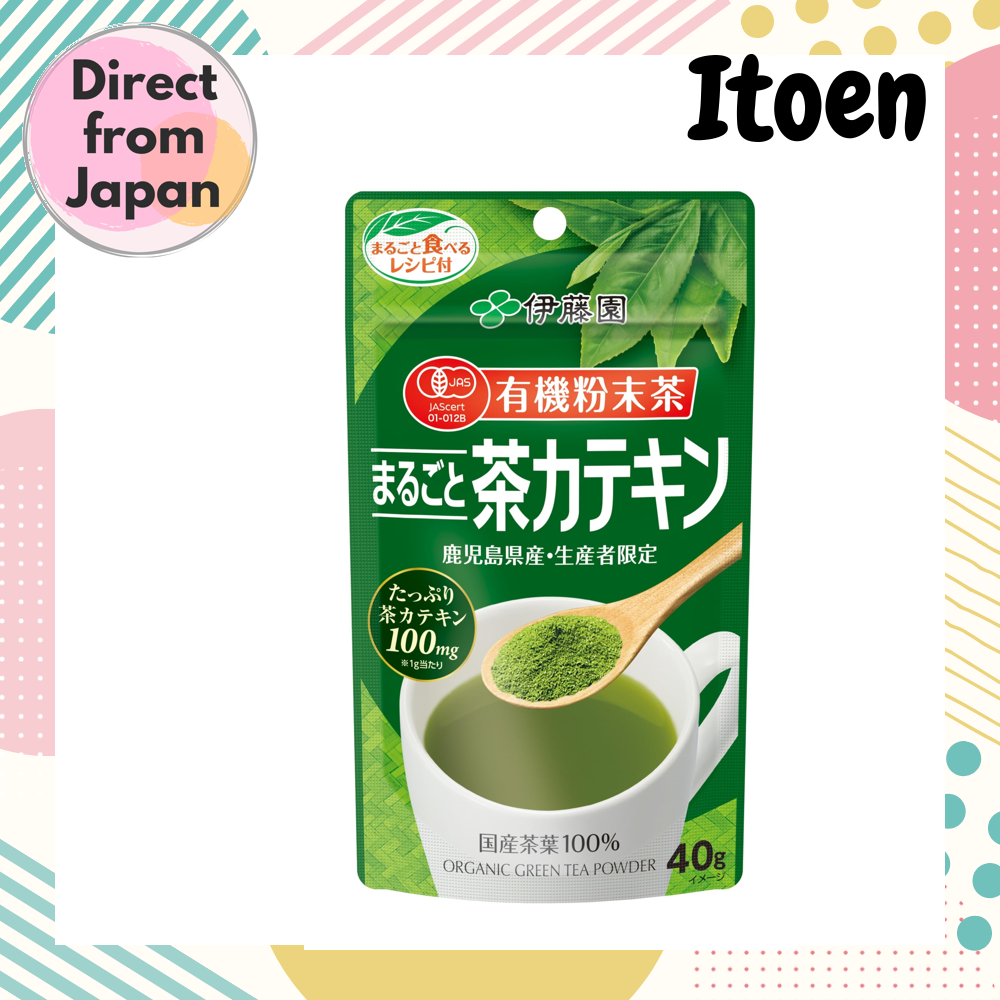 Direct
from
Japan
Itoen
まるごと食べる
レシピ付
伊藤園
JAS
JAScert
01-012B
有機粉末茶
まるごと茶カテキン
鹿児島県産・生産者限定
たっぷり
茶カテキン
100mg
※1g当たり
国産茶葉100%
ORGANIC GREEN TEA POWDER
40g
イメージ